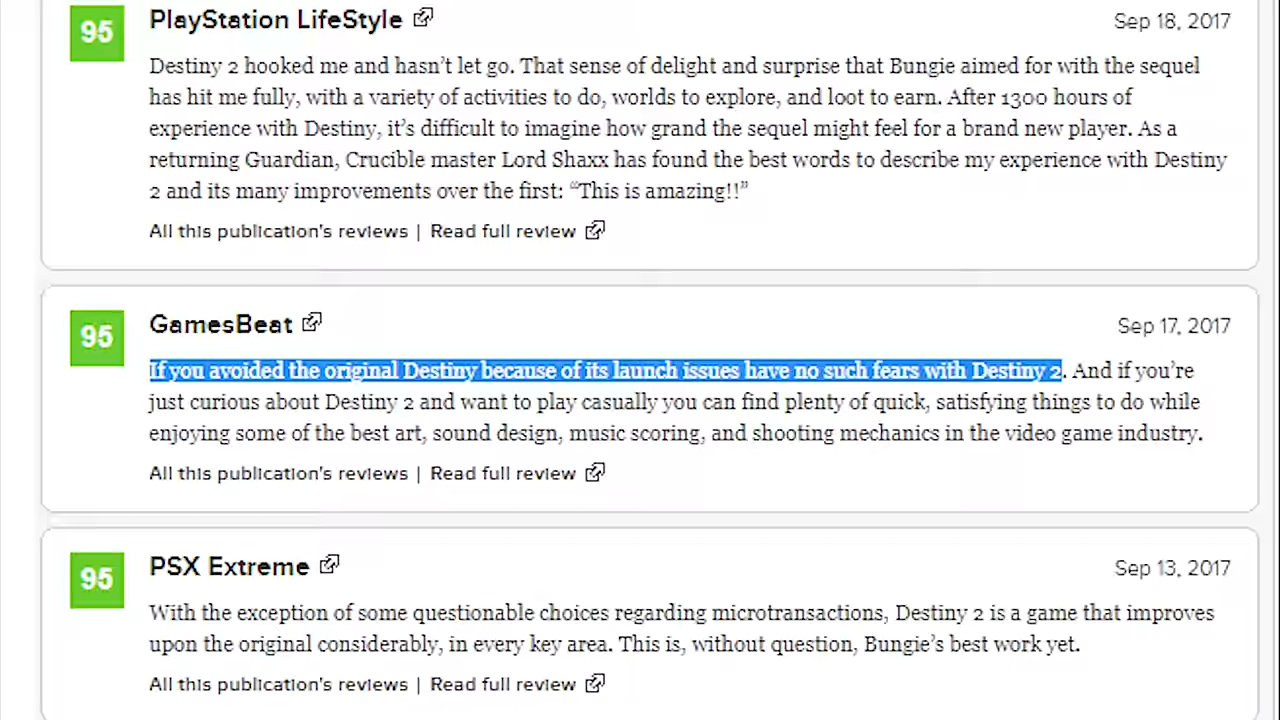 95
PlayStation LifeStyle
Sep 18, 2017
Destiny 2 hooked me and hasn’t let go. That sense of delight and surprise that Bungie aimed for with the sequel
has hit me fully, with a variety of activities to do, worlds to explore, and loot to earn. After 1300 hours of
experience with Destiny, it’s difficult to imagine how grand the sequel might feel for a brand new player. As a
returning Guardian, Crucible master Lord Shaxx has found the best words to describe my experience with Destiny
2 and its many improvements over the first: “This is amazing!!”
All this publication's reviews | Read full review
95
GamesBeat
Sep 17, 2017
If you avoided the original Destiny because of its launch issues have no such fears with Destiny 2. And if you’re
just curious about Destiny 2 and want to play casually you can find plenty of quick, satisfying things to do while
enjoying some of the best art, sound design, music scoring, and shooting mechanics in the video game industry.
All this publication's reviews | Read full review
95
PSX Extreme
Sep 13, 2017
With the exception of some questionable choices regarding microtransactions, Destiny 2 is a game that improves
upon the original considerably, in every key area. This is, without question, Bungie’s best work yet.
All this publication's reviews | Read full review